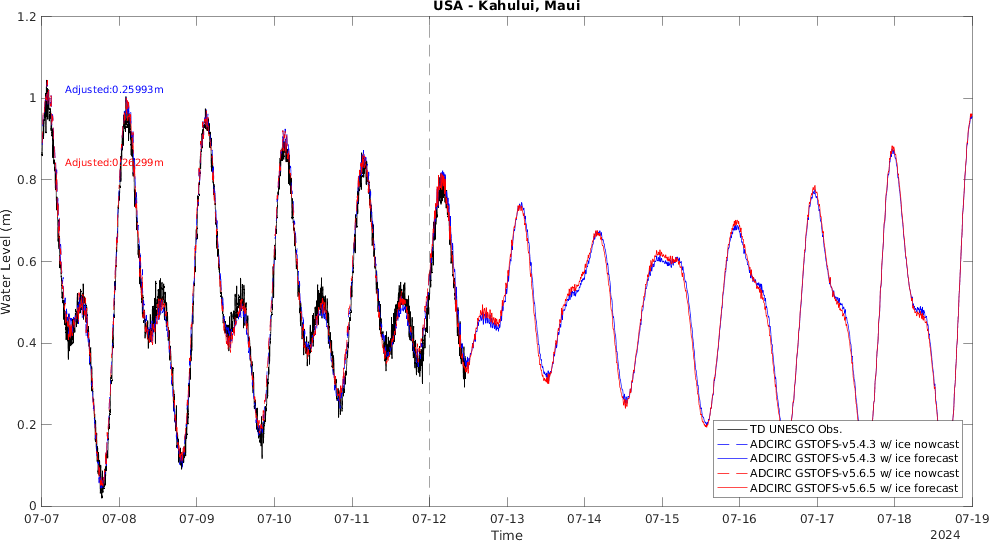 USA - Kahului, Maui
1.2
1
0.8
0.6
0.4
0.2
0
Water Level (m)
Adjusted:0.25993m
Adjusted:0.26299m
TD UNESCO Obs.
ADCIRC GSTOFS-v5.4.3 w/ ice nowcast
ADCIRC GSTOFS-v5.4.3 w/ ice forecast
ADCIRC GSTOFS-v5.6.5 w/ ice nowcast
ADCIRC GSTOFS-v5.6.5 w/ ice forecast
07-07 07-08 07-09 07-10 07-11 07-12 07-13 07-14 07-15 07-16 07-17 07-18 07-19
Time
2024